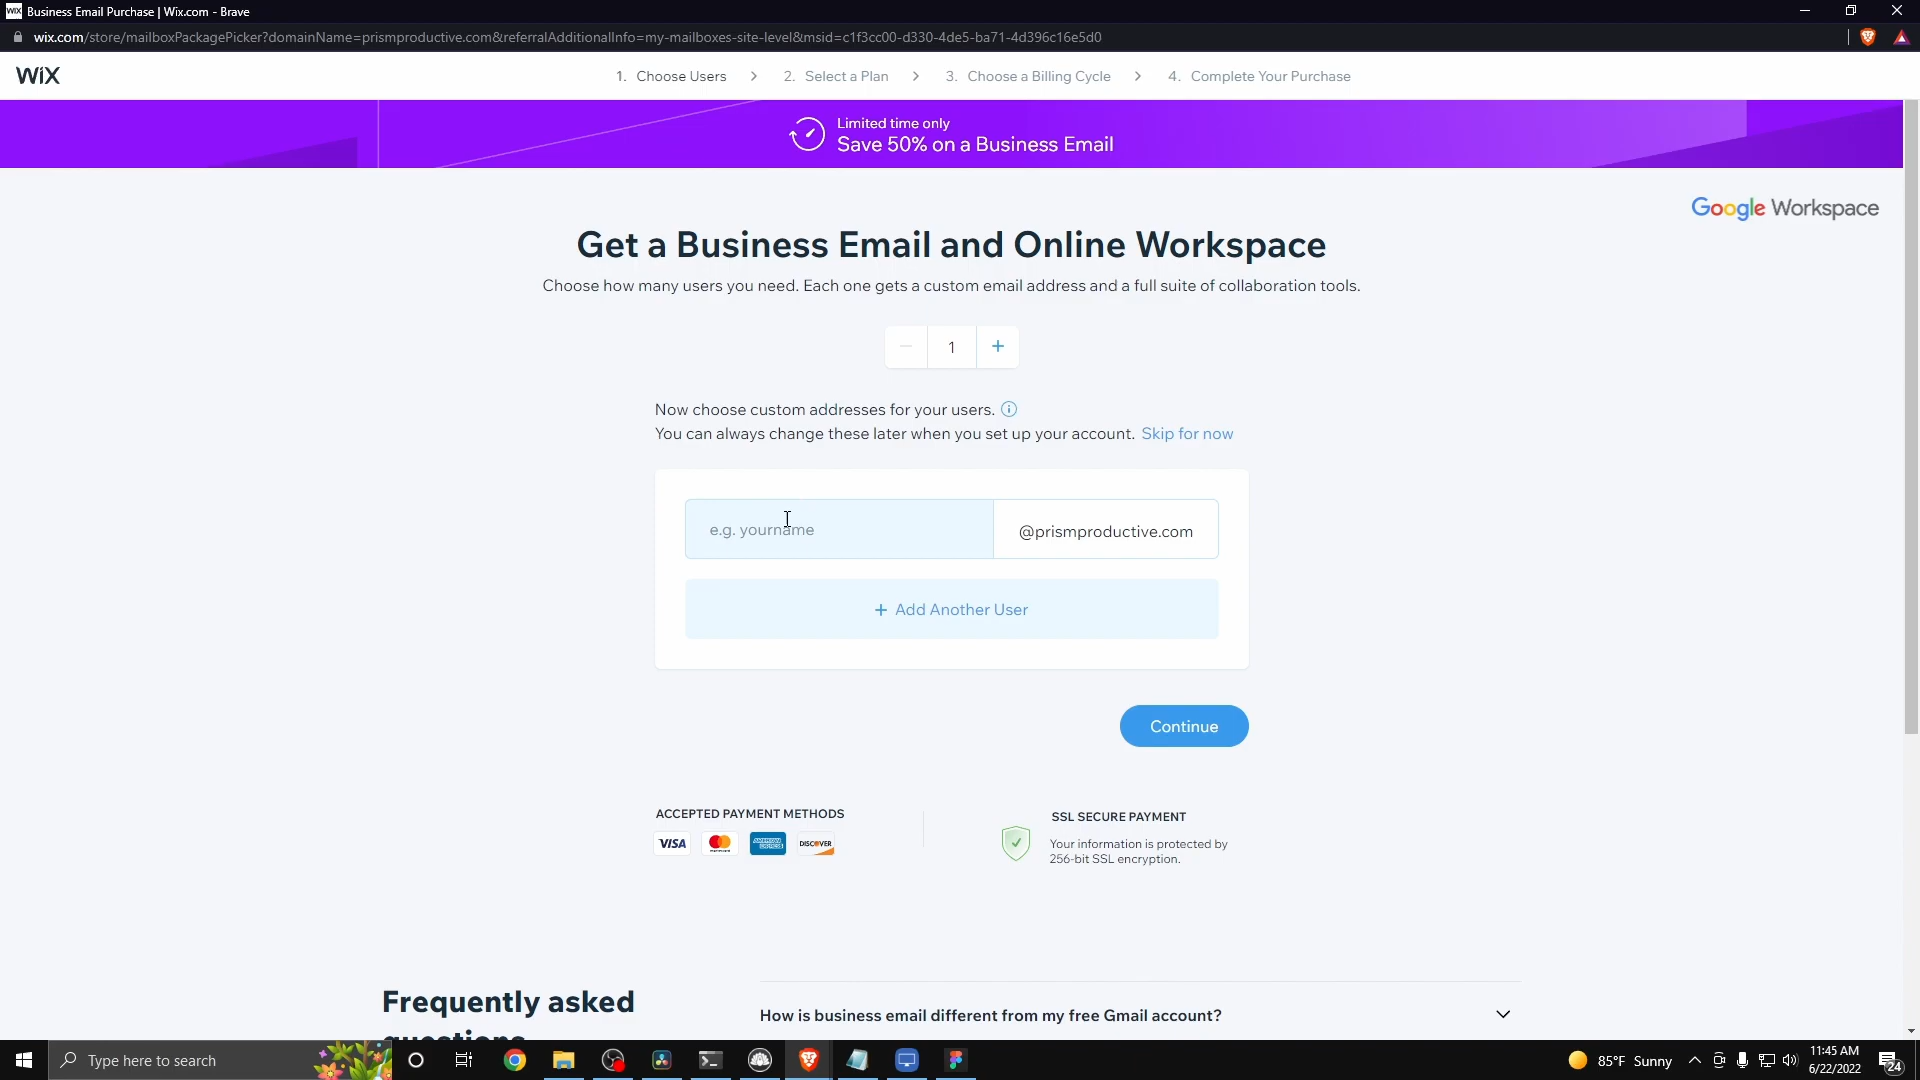 WIX Business Email Purchase | Wix.com - Brave
wix.com/store/mailboxPackagePicker?domainName=prismproductive.com&referralAdditionalInfo=my-mailboxes-site-level&msid=c1f3cc00-d330-4de5-ba71-4d396c16e5d0
WiX
1. Choose Users > 2. Select a Plan > 3. Choose a Billing Cycle > 4. Complete Your Purchase
Limited time only
Save 50% on a Business Email
Google Workspace
Get a Business Email and Online Workspace
Choose how many users you need. Each one gets a custom email address and a full suite of collaboration tools.
− 1 +
Now choose custom addresses for your users.
You can always change these later when you set up your account. Skip for now
e.g. yourname @prismproductive.com
+ Add Another User
Continue
ACCEPTED PAYMENT METHODS
VISA mastercard AMERICAN EXPRESS DISCOVER
SSL SECURE PAYMENT
Your information is protected by
256-bit SSL encryption.
Frequently asked
questions
How is business email different from my free Gmail account?
Type here to search
85°F Sunny
11:45 AM
6/22/2022
24